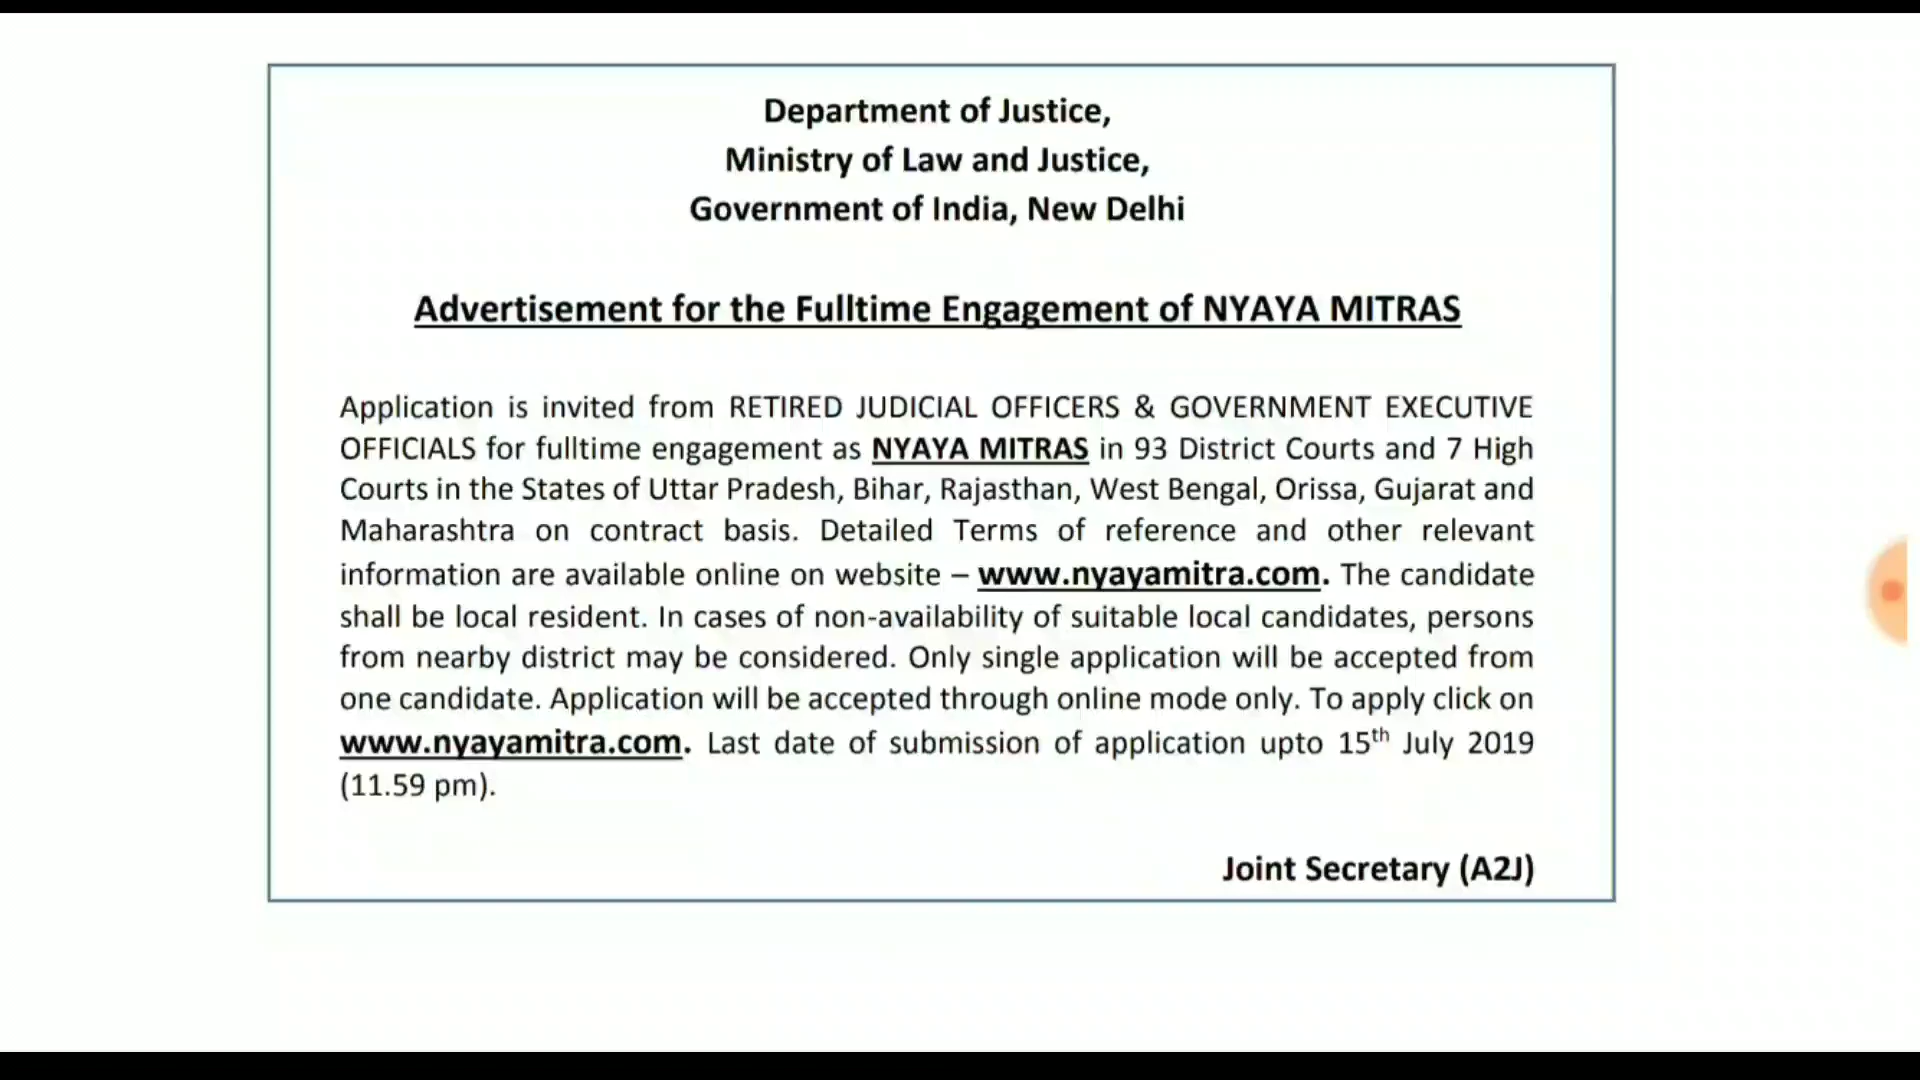 Department of Justice,
Ministry of Law and Justice,
Government of India, New Delhi
Advertisement for the Fulltime Engagement of NYAYA MITRAS
Application is invited from RETIRED JUDICIAL OFFICERS & GOVERNMENT EXECUTIVE
OFFICIALS for fulltime engagement as NYAYA MITRAS in 93 District Courts and 7 High
Courts in the States of Uttar Pradesh, Bihar, Rajasthan, West Bengal, Orissa, Gujarat and
Maharashtra on contract basis. Detailed Terms of reference and other relevant
information are available online on website – www.nyayamitra.com. The candidate
shall be local resident. In cases of non-availability of suitable local candidates, persons
from nearby district may be considered. Only single application will be accepted from
one candidate. Application will be accepted through online mode only. To apply click on
www.nyayamitra.com. Last date of submission of application upto 15th July 2019
(11.59 pm).
Joint Secretary (A2J)